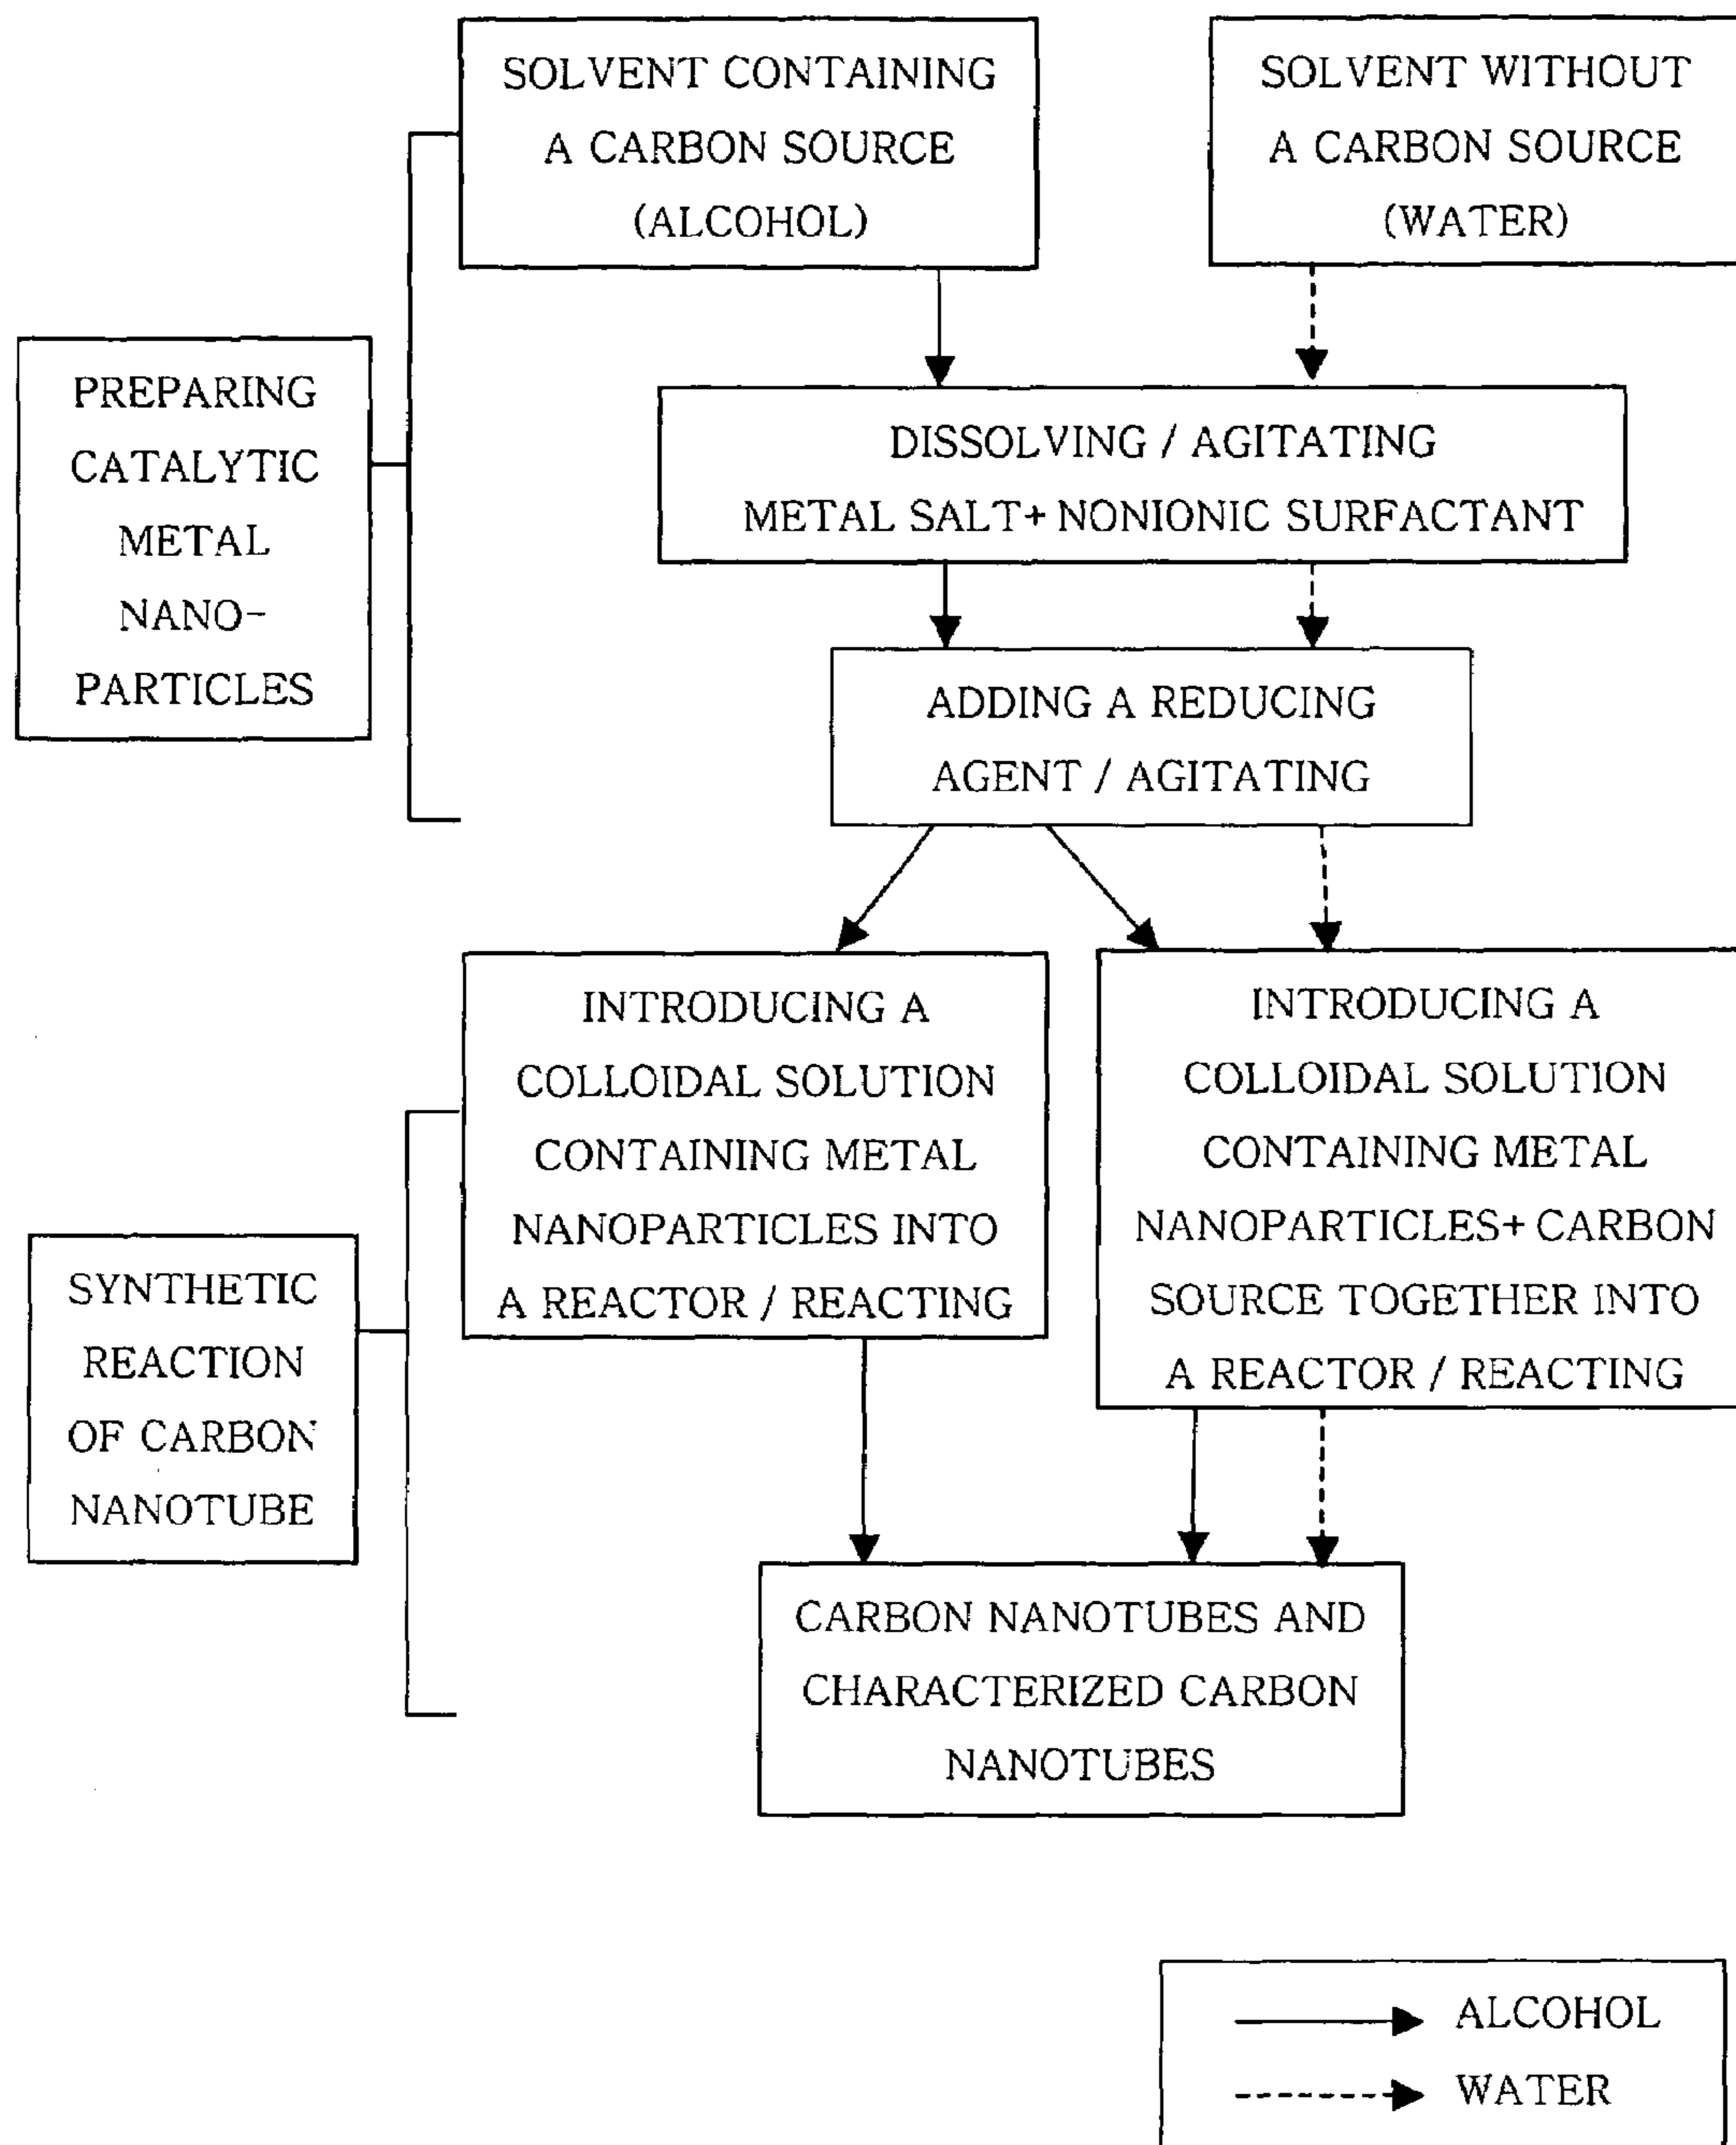 SOLVENT CONTAINING
A CARBON SOURCE
(ALCOHOL)
SOLVENT WITHOUT
A CARBON SOURCE
(WATER)
PREPARING
CATALYTIC
METAL
NANO-
PARTICLES
DISSOLVING / AGITATING
METAL SALT+ NONIONIC SURFACTANT
ADDING A REDUCING
AGENT / AGITATING
INTRODUCING A
COLLOIDAL SOLUTION
CONTAINING METAL
NANOPARTICLES INTO
A REACTOR / REACTING
INTRODUCING A
COLLOIDAL SOLUTION
CONTAINING METAL
NANOPARTICLES+ CARBON
SOURCE TOGETHER INTO
A REACTOR / REACTING
SYNTHETIC
REACTION
OF CARBON
NANOTUBE
CARBON NANOTUBES AND
CHARACTERIZED CARBON
NANOTUBES
ALCOHOL
WATER